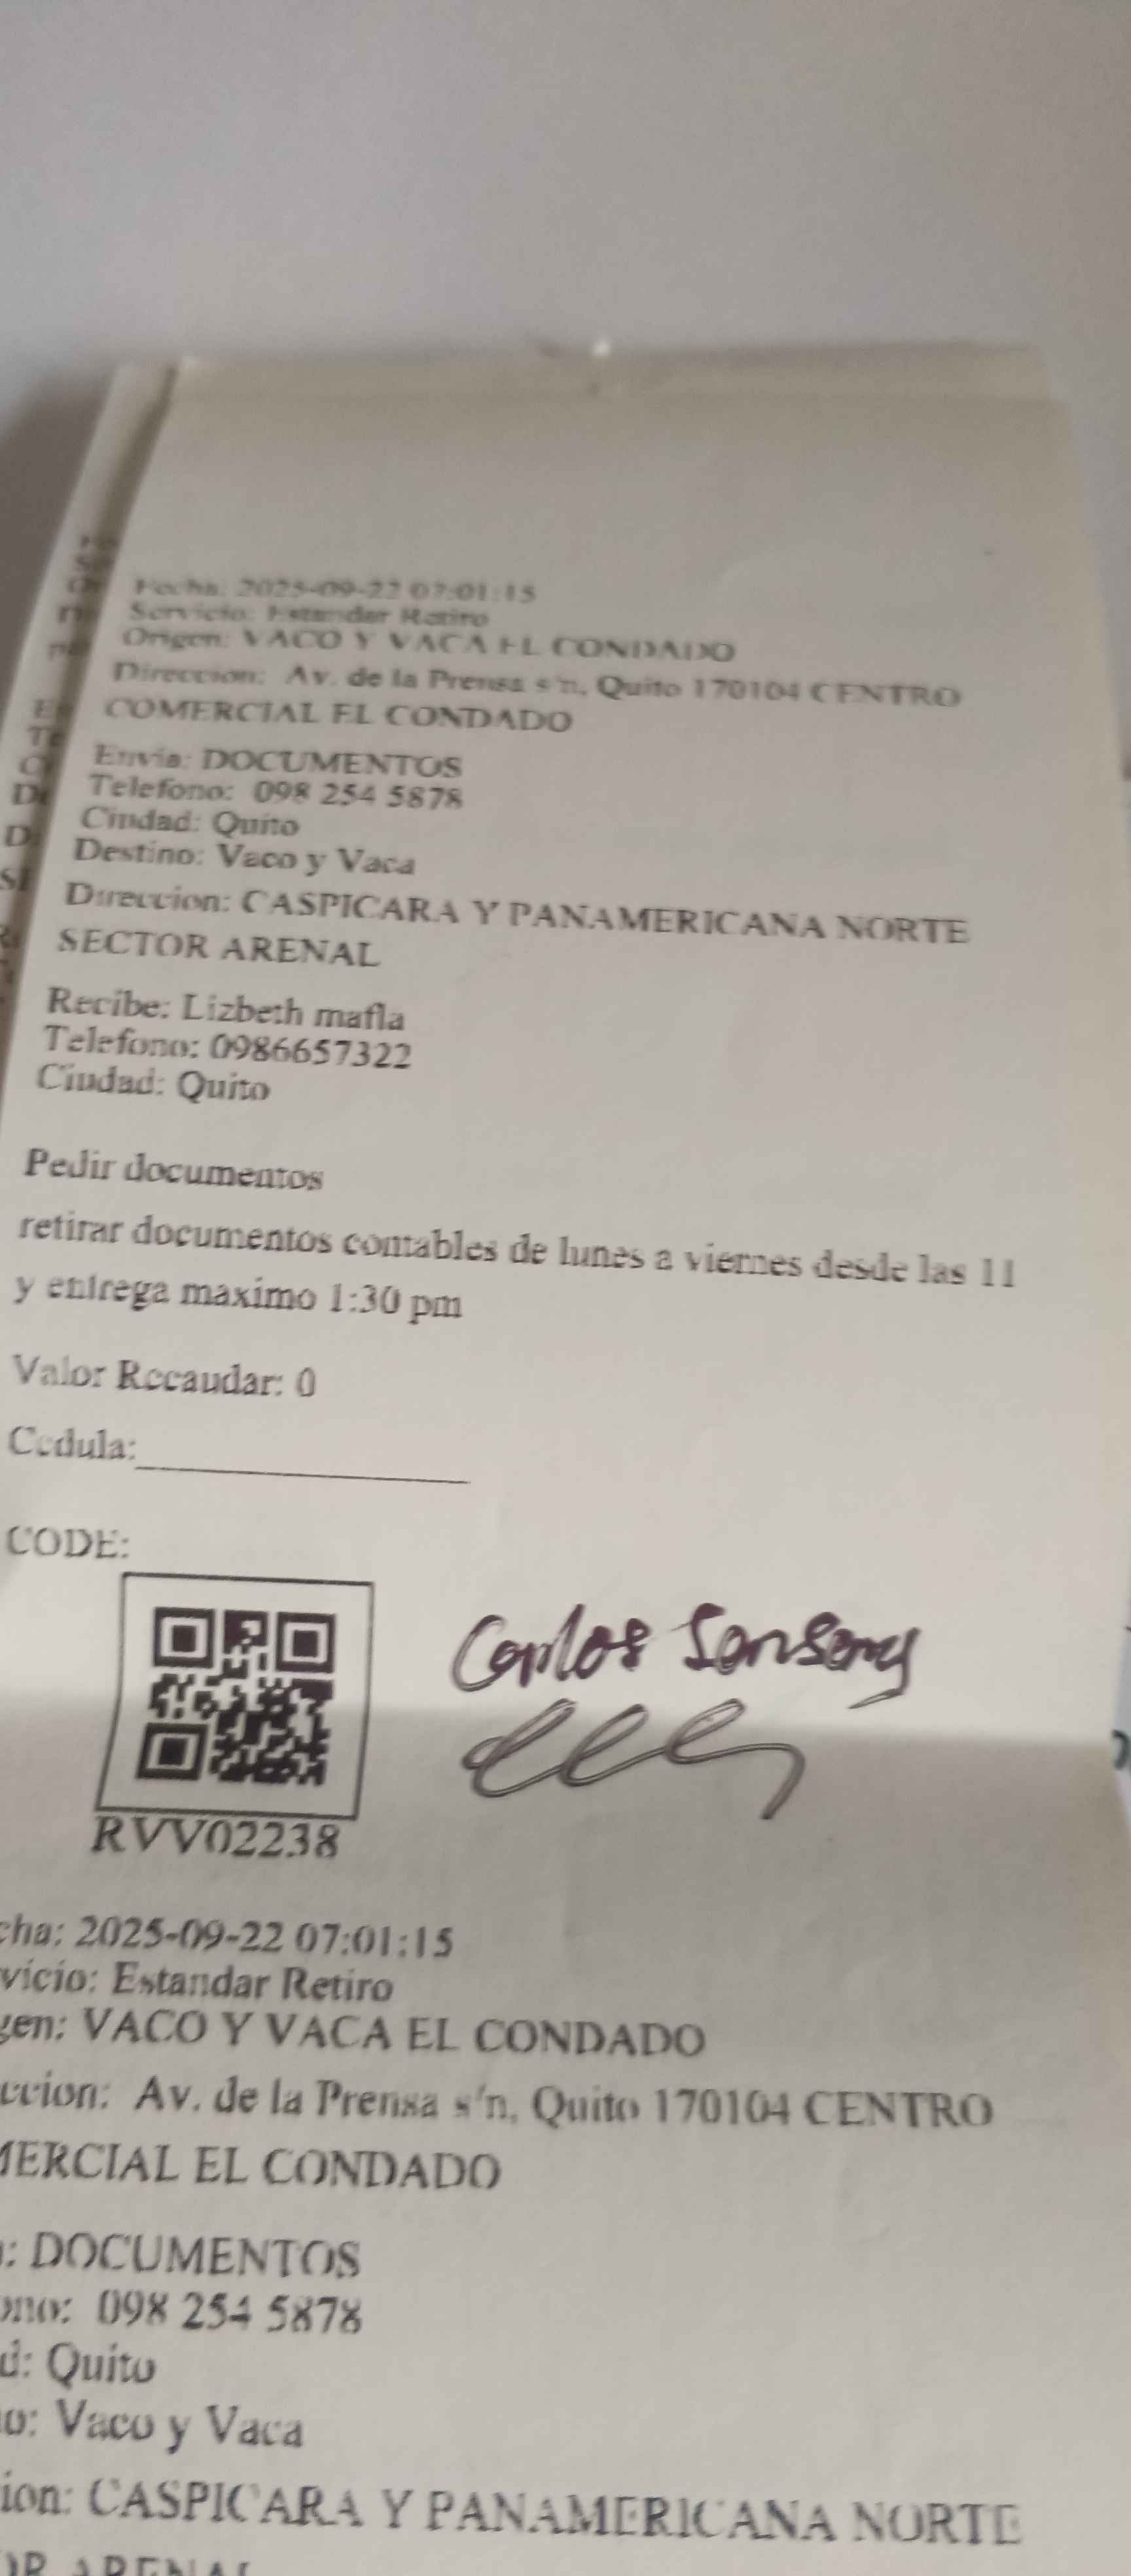 Fecha: 2025-09-22 07:01:15
Servicio: Estandar Retiro
Origen: VACO Y VACA EL CONDADO
Direccion: Av. de la Prensa s/n, Quito 170104 CENTRO
COMERCIAL EL CONDADO
Envia: DOCUMENTOS
Telefono: 098 254 5878
Ciudad: Quito
Destino: Vaco y Vaca
Direccion: CASPICARA Y PANAMERICANA NORTE
SECTOR ARENAL
Recibe: Lizbeth mafla
Telefono: 0986657322
Ciudad: Quito
Pedir documentos
retirar documentos contables de lunes a viernes desde las 11
y entrega maximo 1:30 pm
Valor Recaudar: 0
Cedula:
CODE:
Carlos
RVV02238
cha: 2025-09-22 07:01:15
vicio: Estandar Retiro
gen: VACO Y VACA EL CONDADO
ccion: Av. de la Prensa s/n, Quito 170104 CENTRO
MERCIAL EL CONDADO
: DOCUMENTOS
ono: 098 254 5878
d: Quito
o: Vaco y Vaca
ion: CASPICARA Y PANAMERICANA NORTE
OR ARENAL